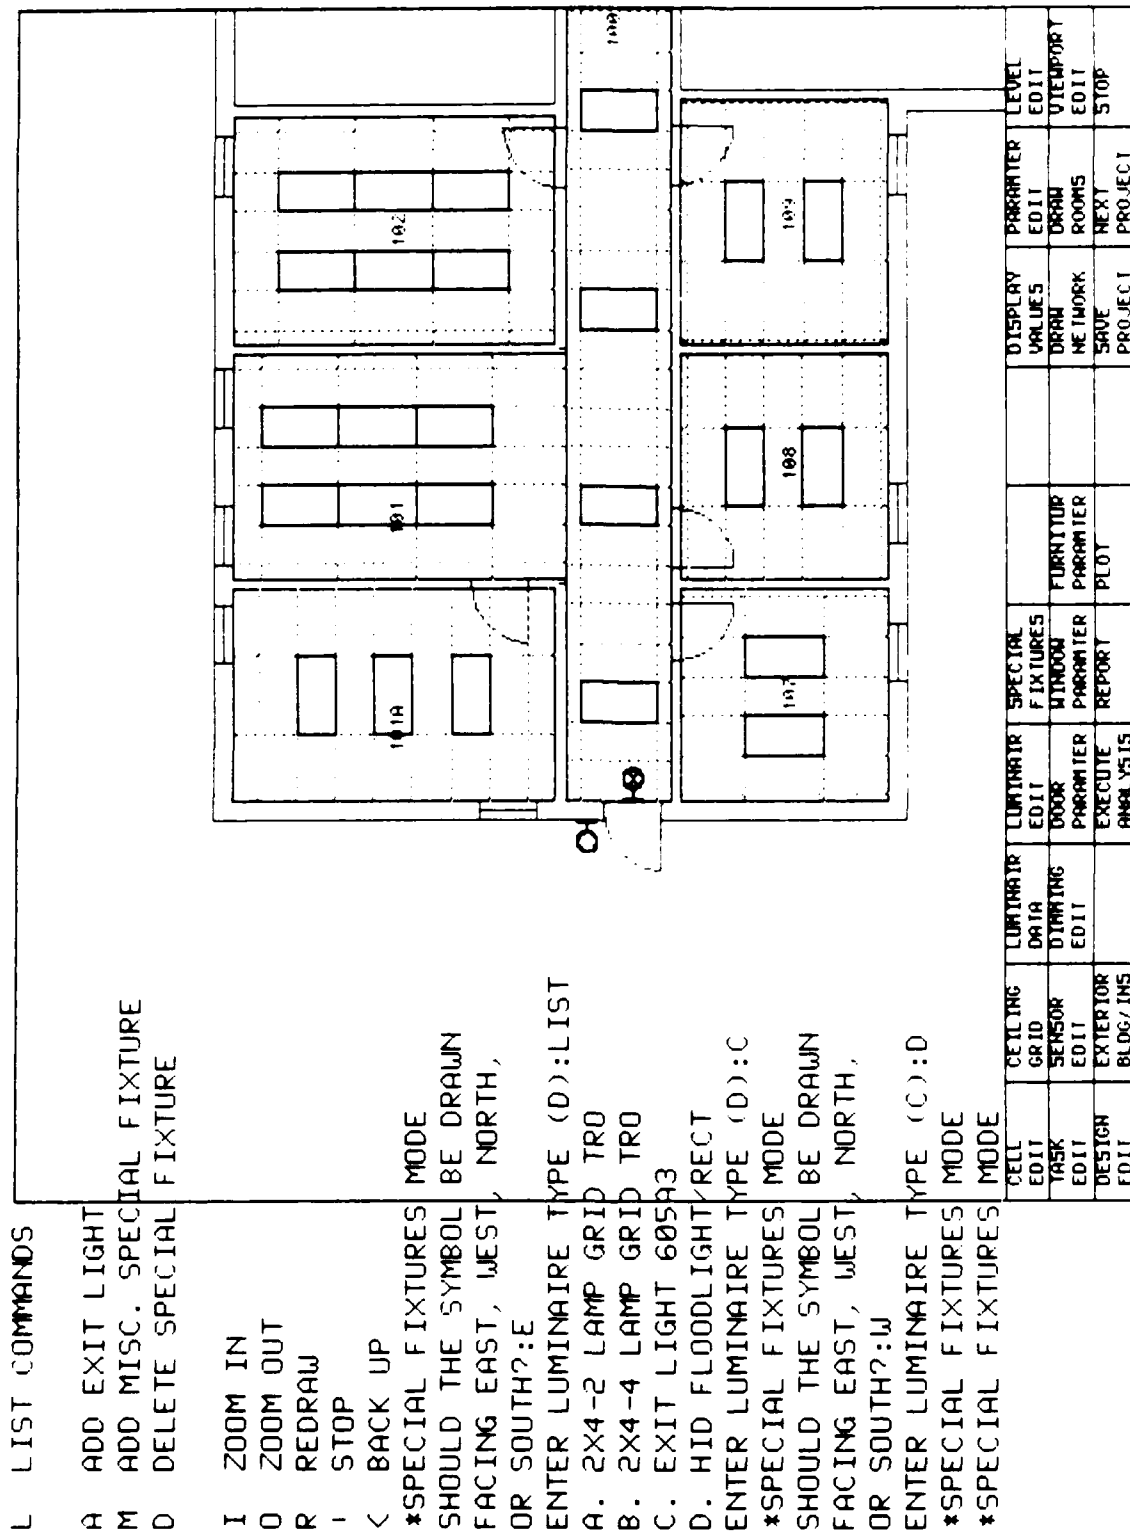 L LIST COMMANDS
A ADD EXIT LIGHT
M ADD MISC. SPECIAL FIXTURE
D DELETE SPECIAL FIXTURE
I ZOOM IN
O ZOOM OUT
R REDRAW
! STOP
< BACK UP
*SPECIAL FIXTURES MODE
SHOULD THE SYMBOL BE DRAWN
FACING EAST, WEST, NORTH,
OR SOUTH?:E
ENTER LUMINAIRE TYPE (D):LIST
A. 2X4-2 LAMP GRID TRO
B. 2X4-4 LAMP GRID TRO
C. EXIT LIGHT 605A3
D. HID FLOODLIGHT/RECT
ENTER LUMINAIRE TYPE (D):C
*SPECIAL FIXTURES MODE
SHOULD THE SYMBOL BE DRAWN
FACING EAST, WEST, NORTH,
OR SOUTH?:W
ENTER LUMINAIRE TYPE (C):D
*SPECIAL FIXTURES MODE
*SPECIAL FIXTURES MODE
101A
101
102
100
107
108
109
CELL EDIT
CEILING GRID
LUMINAIR DATA
LUMINAIR EDIT
SPECIAL FIXTURES
DISPLAY VALUES
PARAMTER EDIT
LEVEL EDIT
TASK EDIT
SENSOR EDIT
DIMMING EDIT
DOOR PARAMTER
WINDOW PARAMTER
FURNITUR PARAMTER
DRAW NETWORK
DRAW ROOMS
VIEWPORT EDIT
DESIGN EDIT
EXTERIOR BLDG/INS
EXECUTE ANALYSIS
REPORT
PLOT
SAVE PROJECT
NEXT PROJECT
STOP